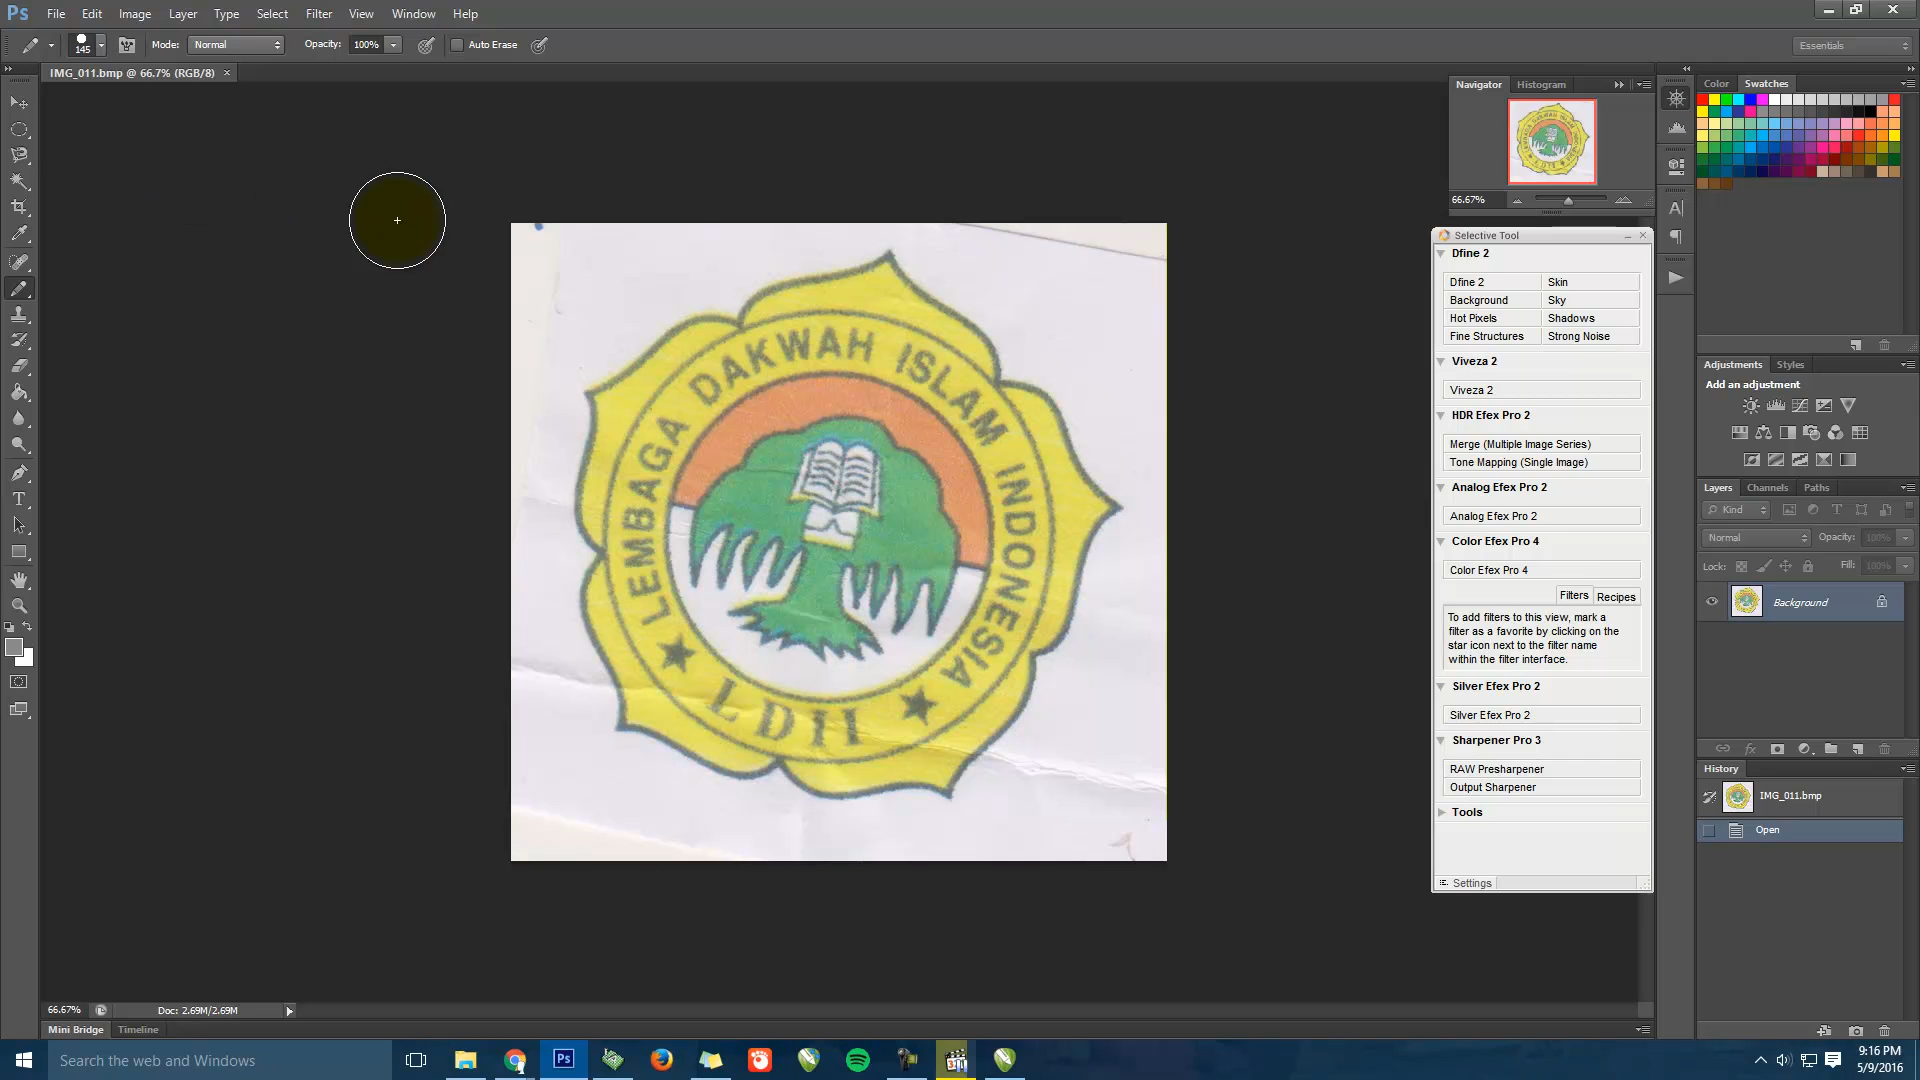 Ps File Edit Image Layer Type Select Filter View Window Help
145 Mode: Normal Opacity: 100% Auto Erase Essentials
IMG_011.bmp @ 66.7% (RGB/8) ×
LEMBAGA DAKWAH ISLAM INDONESIA
LDII
66.67% Doc: 2.69M/2.69M
Mini Bridge Timeline
Navigator Histogram
66.67%
Selective Tool
Dfine 2
Dfine 2 Skin
Background Sky
Hot Pixels Shadows
Fine Structures Strong Noise
Viveza 2
Viveza 2
HDR Efex Pro 2
Merge (Multiple Image Series)
Tone Mapping (Single Image)
Analog Efex Pro 2
Analog Efex Pro 2
Color Efex Pro 4
Color Efex Pro 4
Filters Recipes
To add filters to this view, mark a
filter as a favorite by clicking on the
star icon next to the filter name
within the filter interface.
Silver Efex Pro 2
Silver Efex Pro 2
Sharpener Pro 3
RAW Presharpener
Output Sharpener
Tools
Settings
Color Swatches
Adjustments Styles
Add an adjustment
Layers Channels Paths
Kind
Normal Opacity: 100%
Lock: Fill: 100%
Background
History
IMG_011.bmp
Open
Search the web and Windows
Ps
9:16 PM
5/9/2016